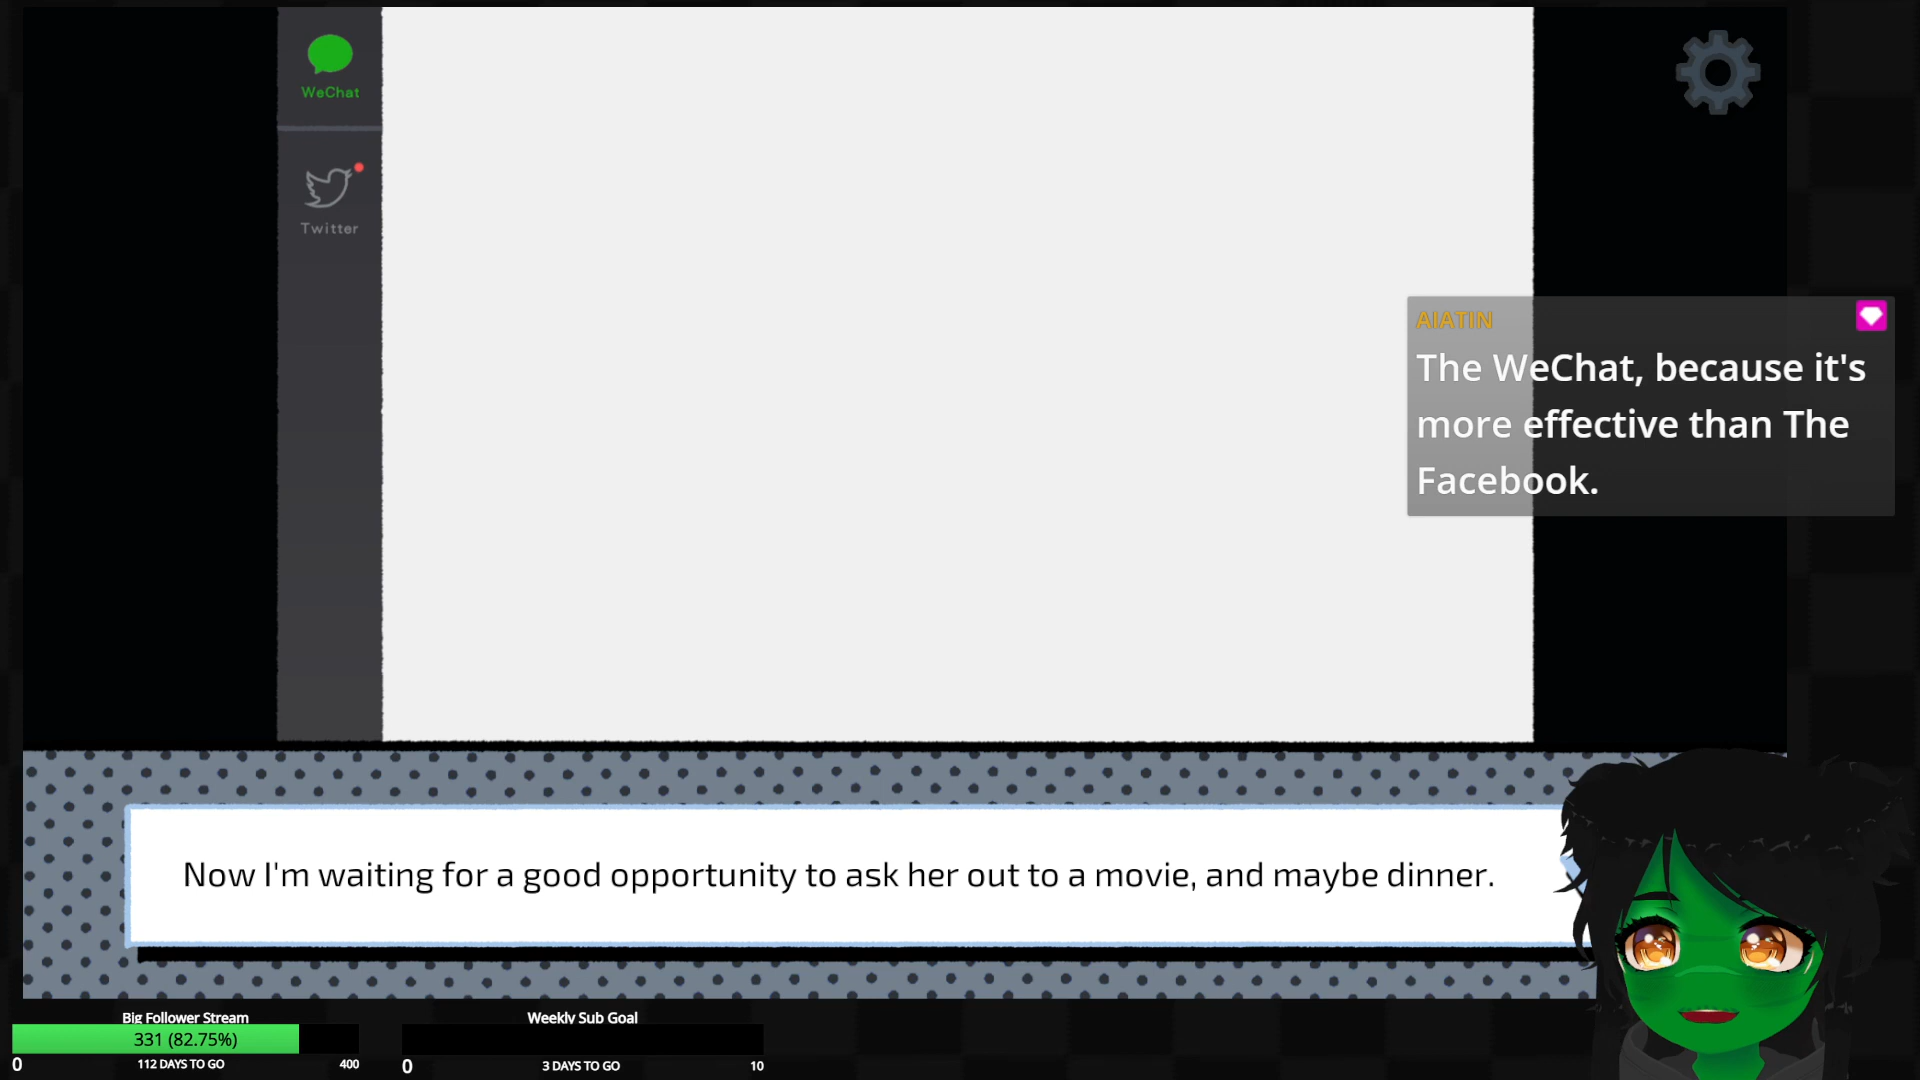 WeChat
Twitter
AIATIN
The WeChat, because it's
more effective than The
Facebook.
Now I'm waiting for a good opportunity to ask her out to a movie, and maybe dinner.
Big Follower Stream
331 (82.75%)
0 112 DAYS TO GO 400
Weekly Sub Goal
0 3 DAYS TO GO 10